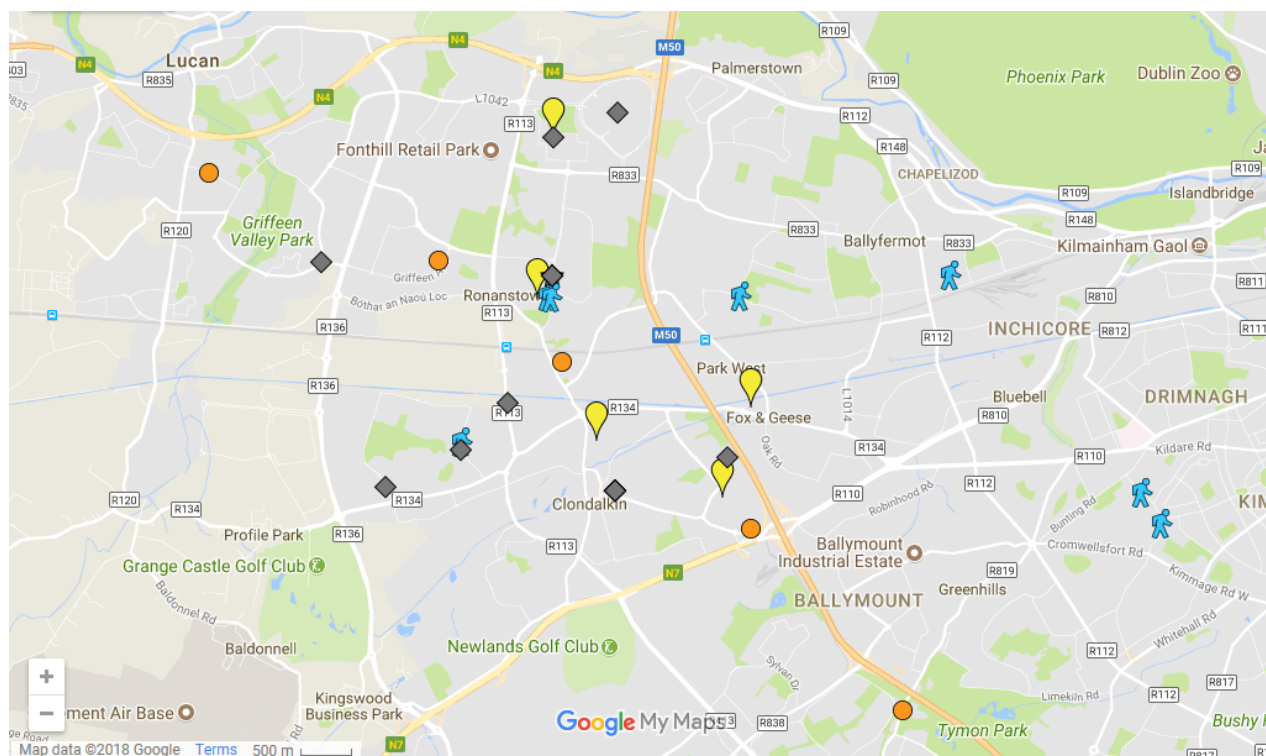 R109
M50
N4
Lucan
N4
Palmerstown
Dublin Zoo
Phoenix Park
N4
R835
N4
R109
L1042
R113
R112
Fonthill Retail Park
R148
R833
CHAPELIZOD
R109
R109
Islandbridge
R148
Griffeen
Valley Park
R120
R833
Ballyfermot
R833
Kilmainham Gaol
Ronanstown
Bóthar an Naoú Loc
R113
R136
R810
R811
INCHICORE
R812
M50
R112
Park West
R136
Bluebell
DRIMNAGH
R113
R134
Fox & Geese
L1014
R810
R134
Kildare Rd
R110
R112
Oak Rd
R120
R134
R134
Clondalkin
R110
Robinhood Rd
Bunting Rd
Profile Park
R136
R113
Ballymount
Industrial Estate
Cromwellsfort Rd
Grange Castle Golf Club
N7
R819
Greenhills
Kimmage Rd W
Baldonnel Rd
BALLYMOUNT
Whitehall Rd
Baldonnell
Newlands Golf Club
R112
Sylvan Dr
R817
Limekiln Rd
R112
Kingswood
Business Park
R838
Tymon Park
R817
Bushy
N7
Google My Maps
Map data ©2018 Google
Terms
500 m